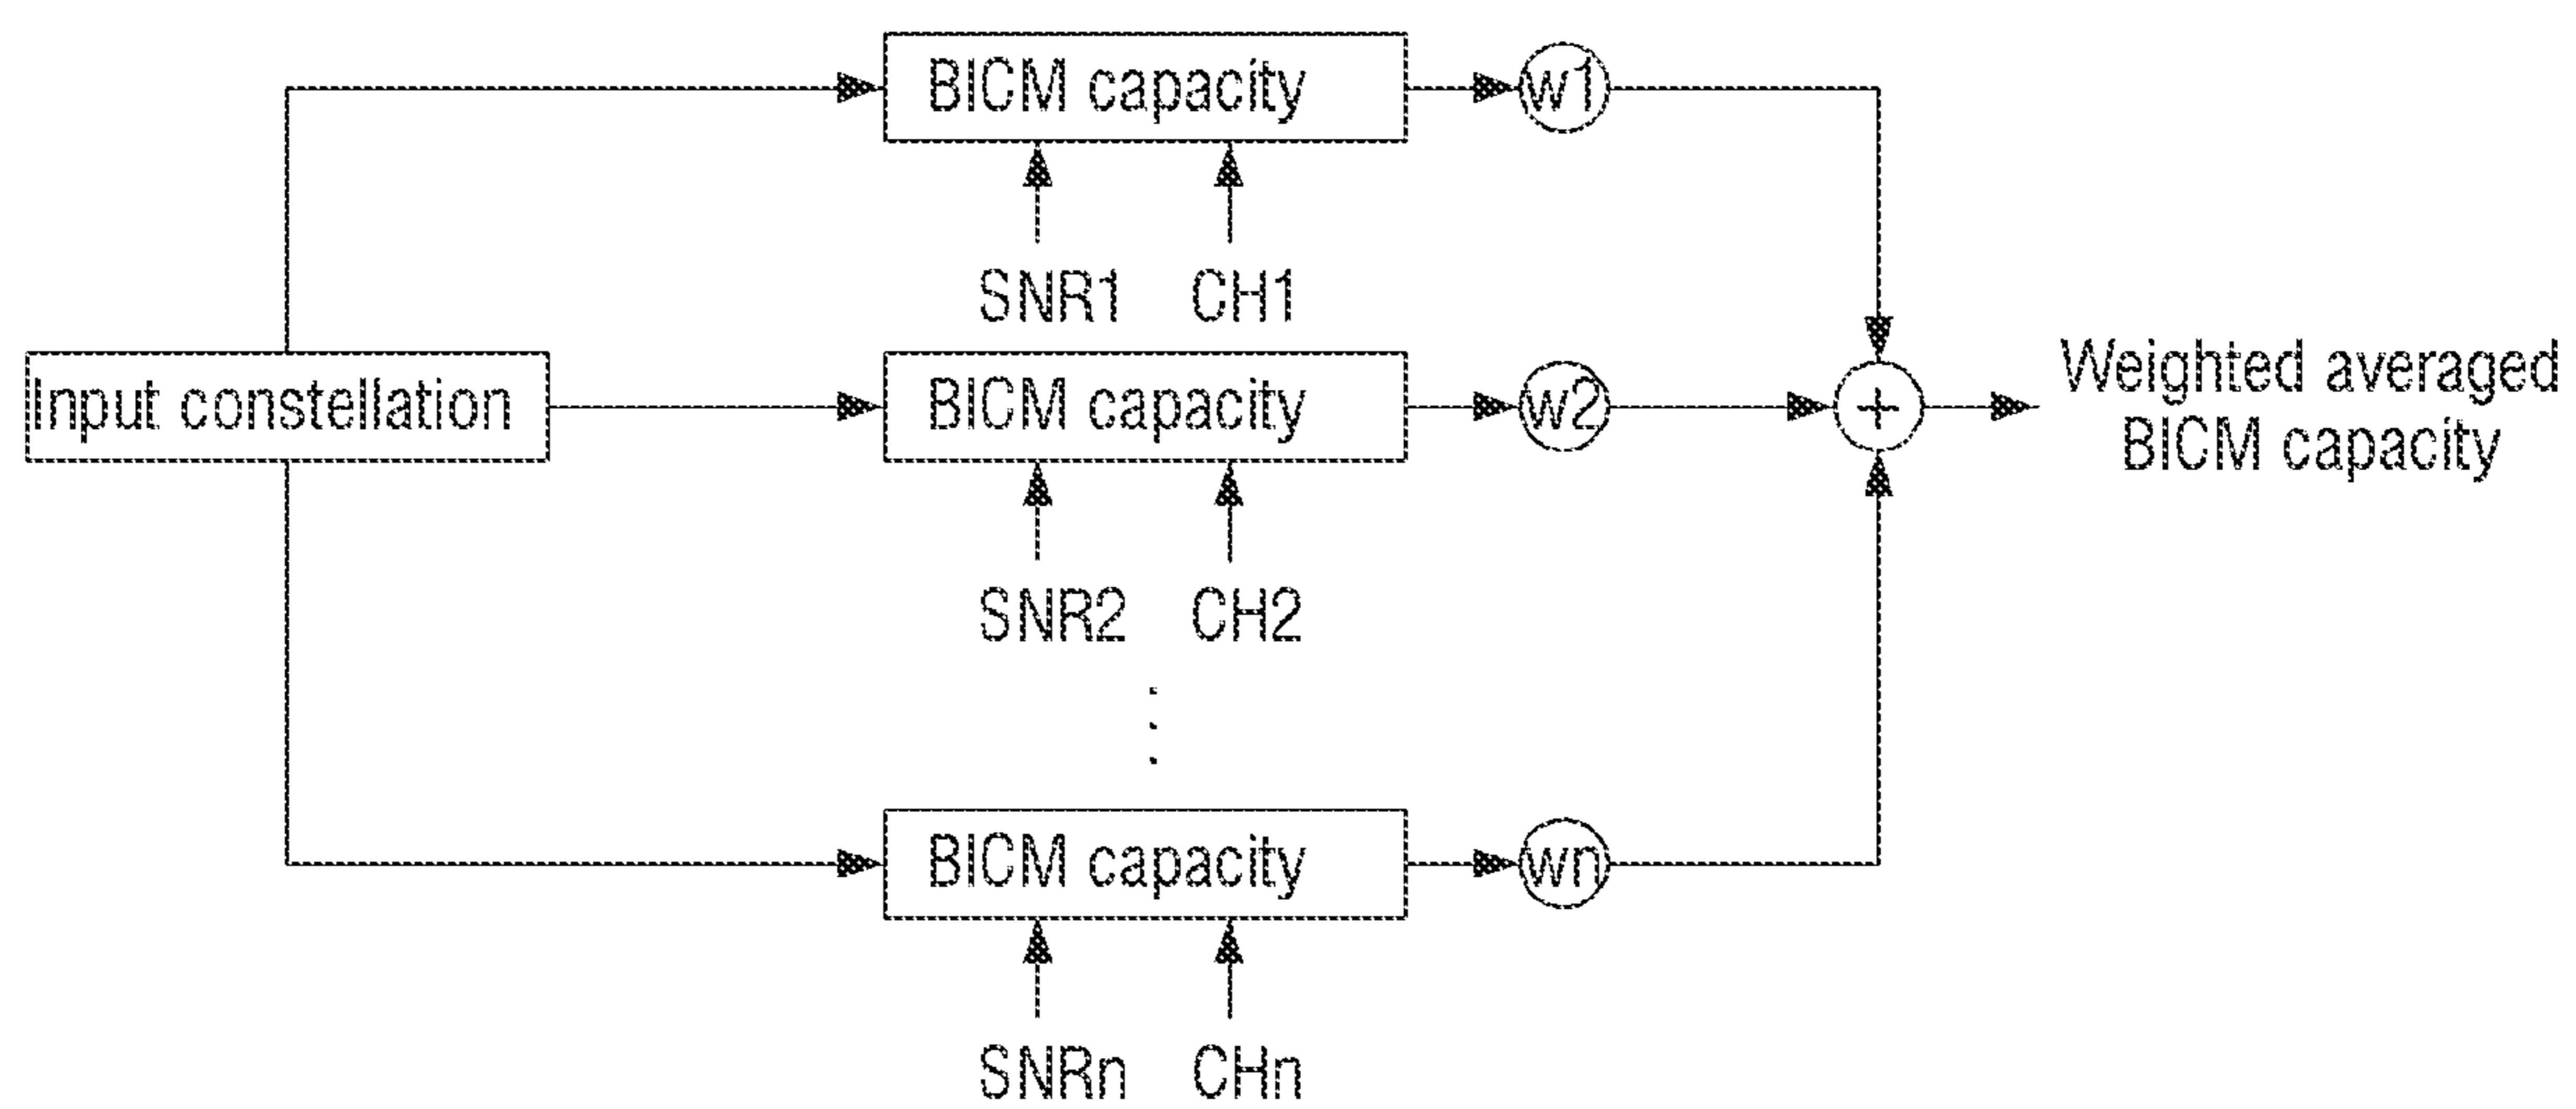 BICM capacity
w1
SNR1 CH1
Input constellation
BICM capacity
w2
+
Weighted averaged
BICM capacity
SNR2 CH2
BICM capacity
wn
SNRn CHn